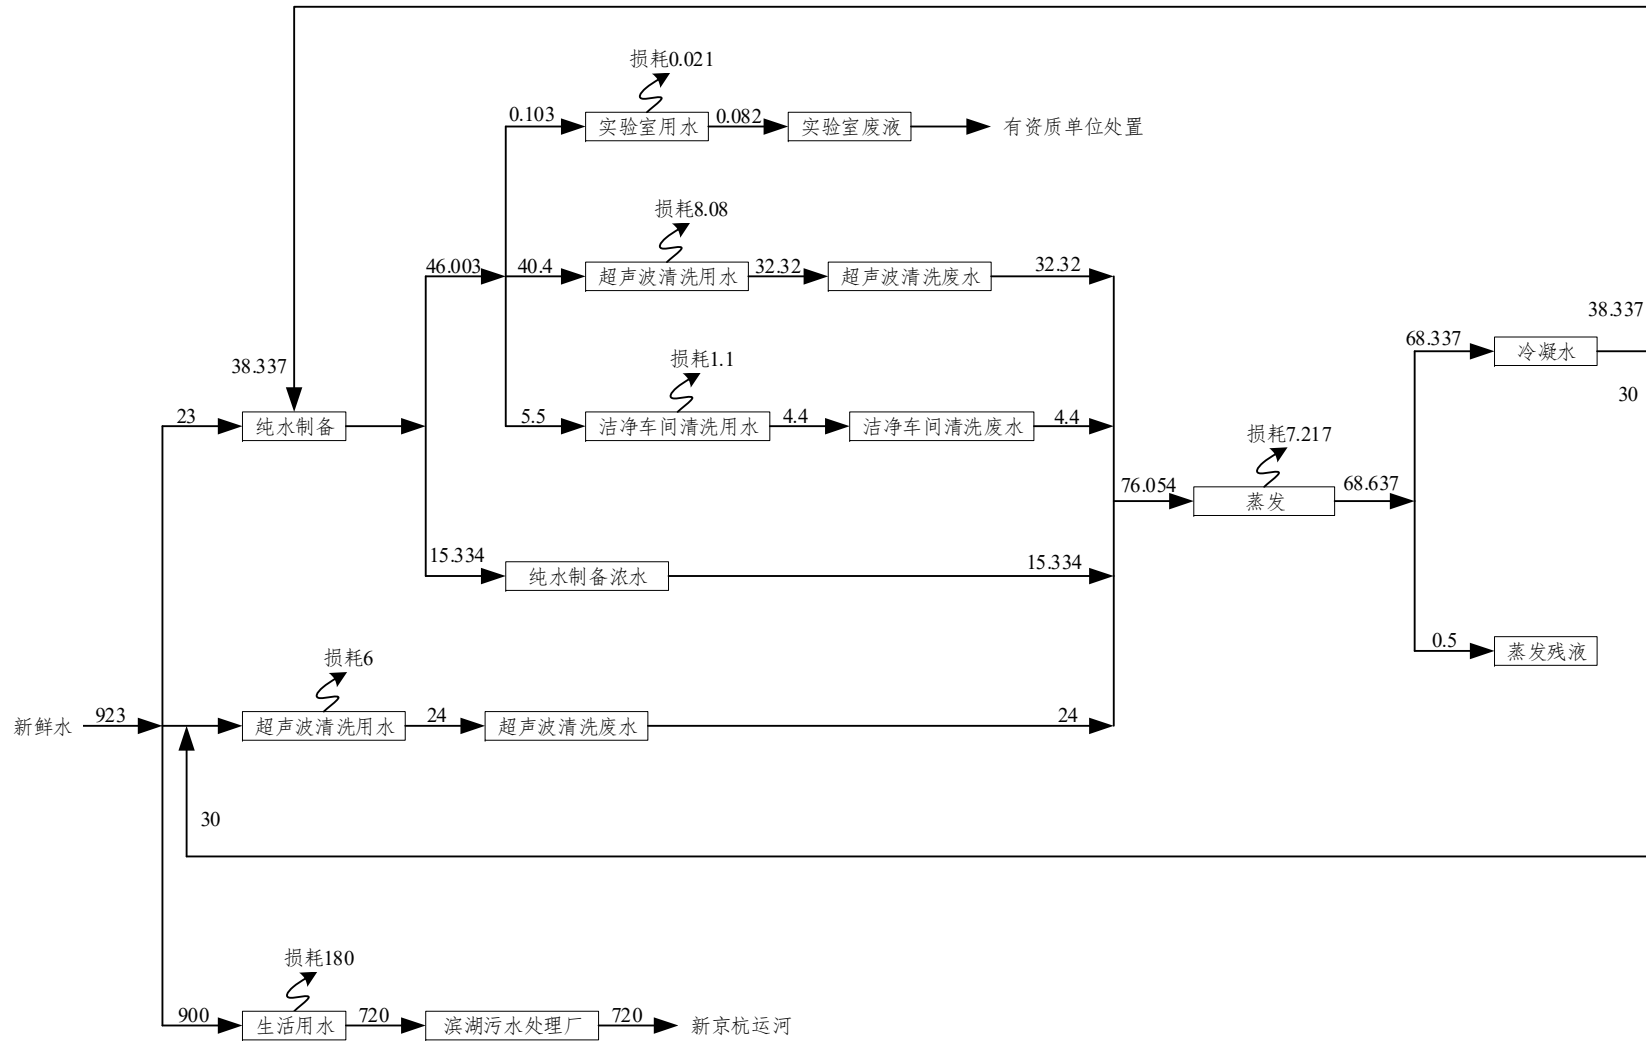 损耗0.021
0.103
实验室用水
0.082
实验室废液
有资质单位处置
损耗8.08
46.003
40.4
超声波清洗用水
32.32
超声波清洗废水
32.32
38.337
68.337
冷凝水
38.337
损耗1.1
30
23
纯水制备
5.5
洁净车间清洗用水
4.4
洁净车间清洗废水
4.4
损耗7.217
76.054
蒸发
68.637
15.334
纯水制备浓水
15.334
0.5
蒸发残液
损耗6
新鲜水
923
超声波清洗用水
24
超声波清洗废水
24
30
损耗180
900
生活用水
720
滨湖污水处理厂
720
新京杭运河